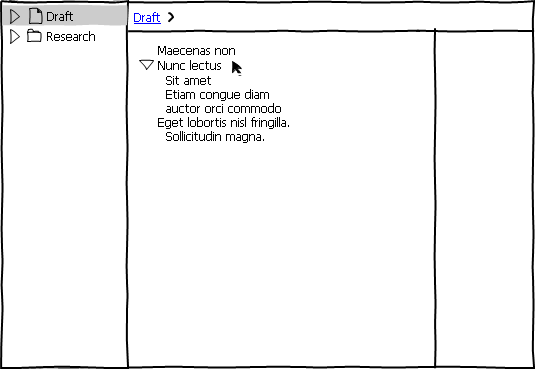 Draft
Research
Draft >
Maecenas non
Nunc lectus
Sit amet
Etiam congue diam
auctor orci commodo
Eget lobortis nisl fringilla.
Sollicitudin magna.